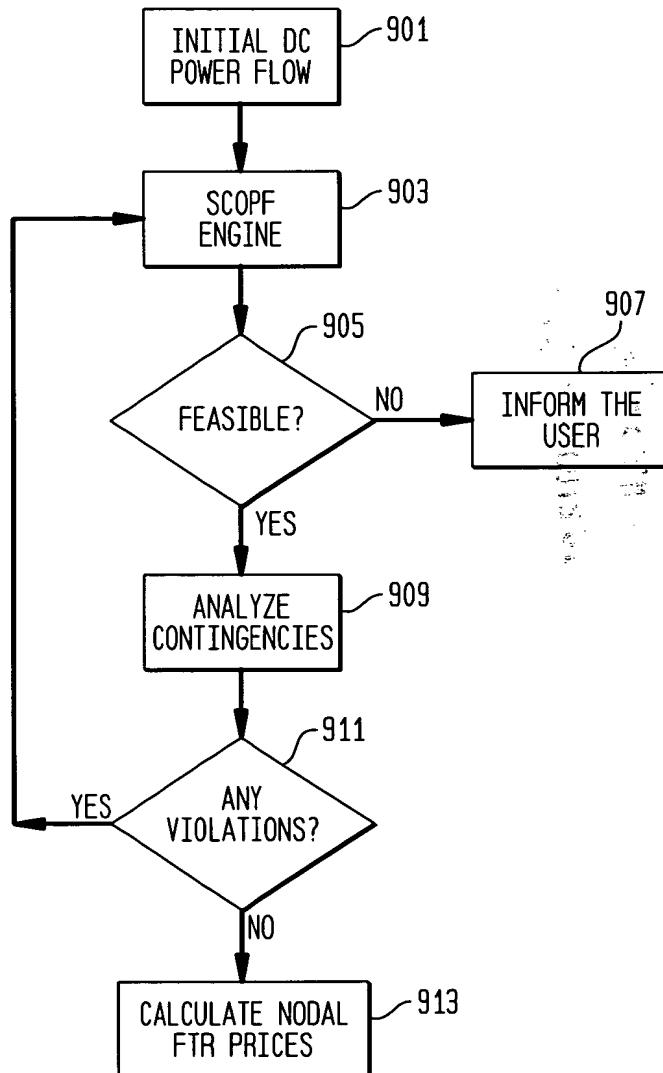 INITIAL DC
POWER FLOW
901
SCOPF
ENGINE
903
905
FEASIBLE?
NO
907
INFORM THE
USER
YES
ANALYZE
CONTINGENCIES
909
911
ANY
VIOLATIONS?
YES
NO
CALCULATE NODAL
FTR PRICES
913